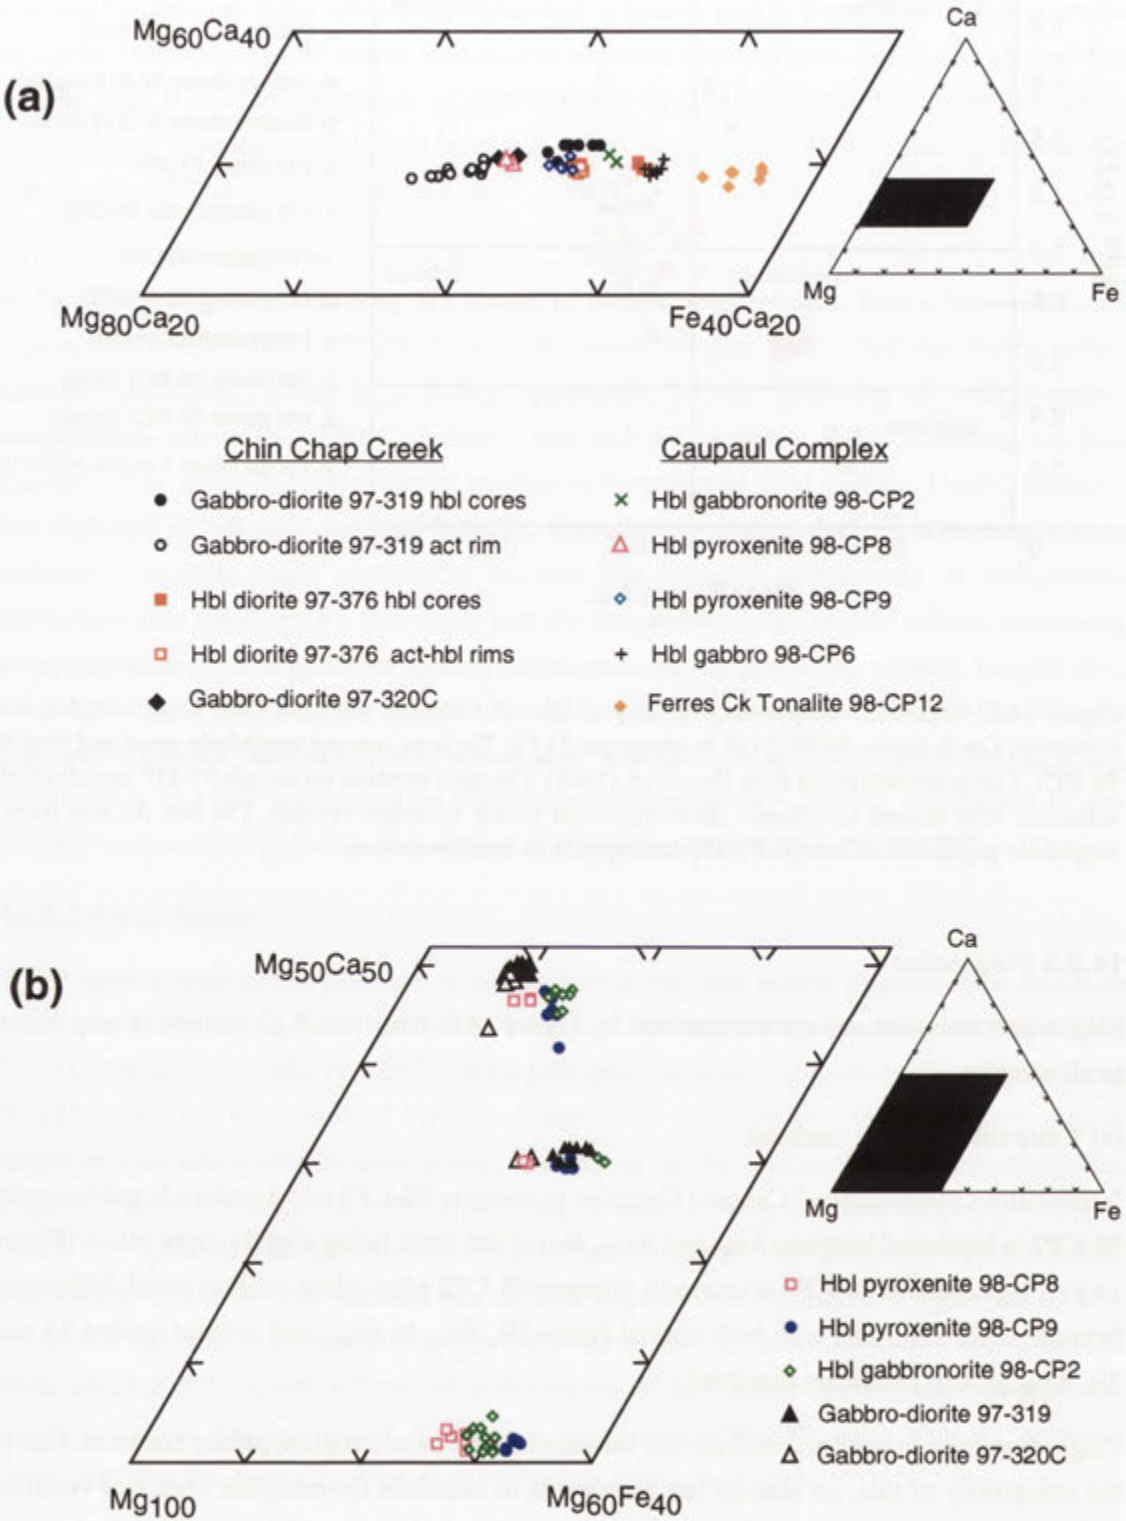 (a)
Mg60Ca40
Ca
Mg
Fe
Mg80Ca20
Fe40Ca20
Chin Chap Creek
Gabbro-diorite 97-319 hbl cores
Gabbro-diorite 97-319 act rim
Hbl diorite 97-376 hbl cores
Hbl diorite 97-376 act-hbl rims
Gabbro-diorite 97-320C
Caupaul Complex
Hbl gabbronorite 98-CP2
Hbl pyroxenite 98-CP8
Hbl pyroxenite 98-CP9
Hbl gabbro 98-CP6
Ferres Ck Tonalite 98-CP12
(b)
Mg50Ca50
Ca
Mg
Fe
Hbl pyroxenite 98-CP8
Hbl pyroxenite 98-CP9
Hbl gabbronorite 98-CP2
Gabbro-diorite 97-319
Gabbro-diorite 97-320C
Mg100
Mg60Fe40